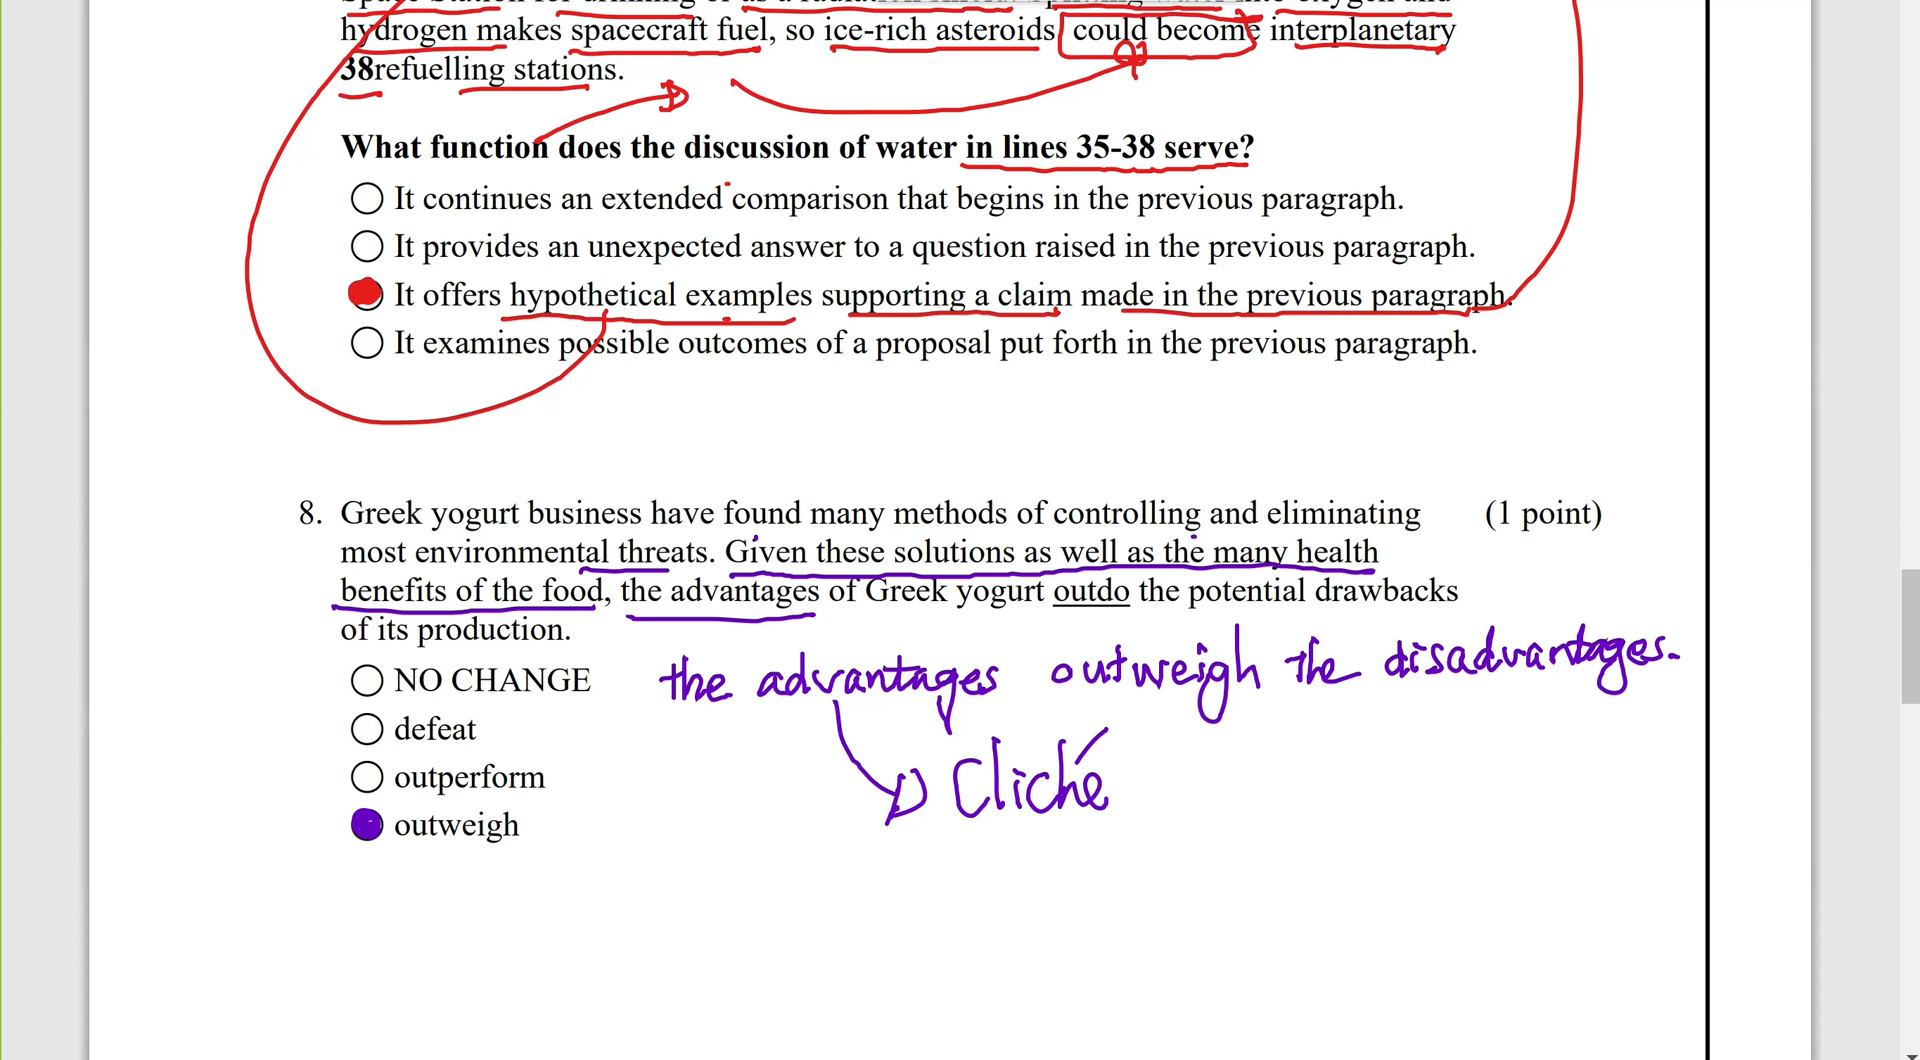 hydrogen makes spacecraft fuel, so ice-rich asteroids could become interplanetary
38refuelling stations.
What function does the discussion of water in lines 35-38 serve?
It continues an extended comparison that begins in the previous paragraph.
It provides an unexpected answer to a question raised in the previous paragraph.
It offers hypothetical examples supporting a claim made in the previous paragraph.
It examines possible outcomes of a proposal put forth in the previous paragraph.
8. Greek yogurt business have found many methods of controlling and eliminating (1 point)
most environmental threats. Given these solutions as well as the many health
benefits of the food, the advantages of Greek yogurt outdo the potential drawbacks
of its production.
NO CHANGE
the advantages outweigh the disadvantages.
defeat
Cliché
outperform
outweigh